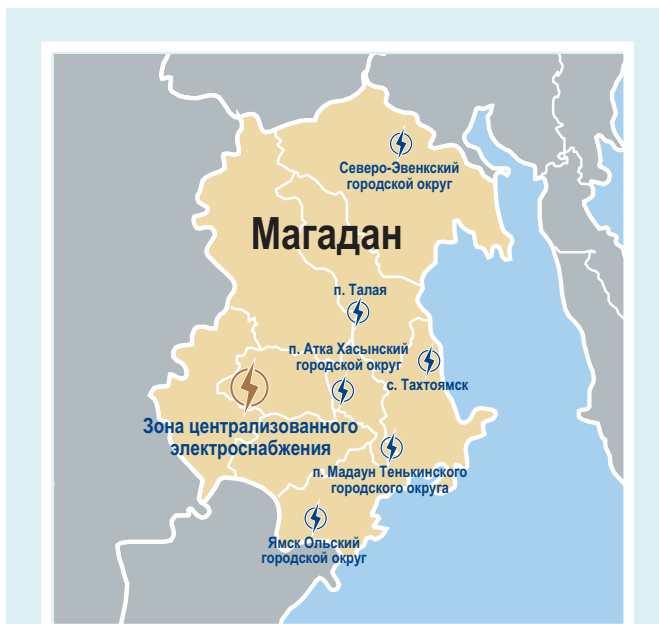 Северо-Эвенкский
городской округ
Магадан
п. Талая
п. Атка Хасынский
городской округ
с. Тахтоямск
Зона централизованного
электроснабжения
п. Мадаун Тенькинского
городского округа
Ямск Ольский
городской округ